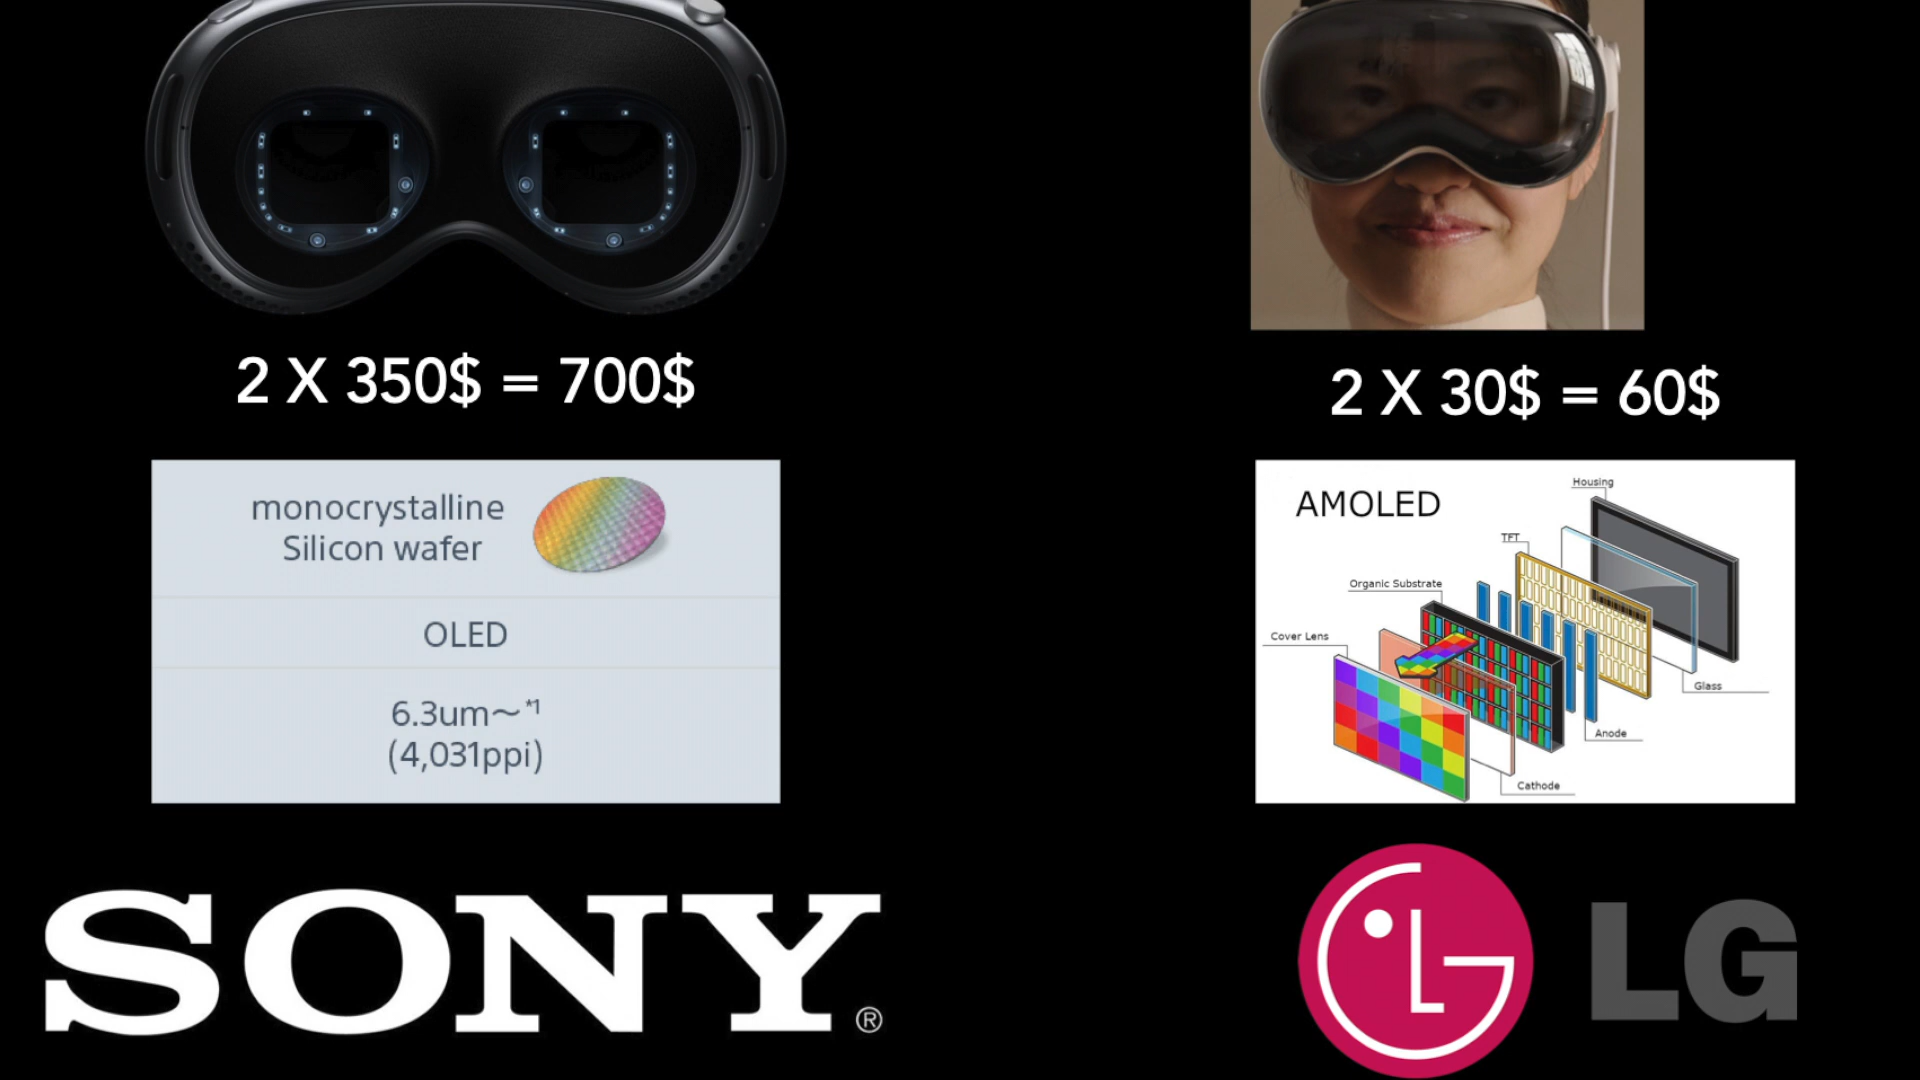 2 X 350$ = 700$
monocrystalline
Silicon wafer
OLED
6.3um～*1
(4,031ppi)
SONY®
2 X 30$ = 60$
AMOLED
Housing
TFT
Organic Substrate
Cover Lens
Glass
Anode
Cathode
LG LG